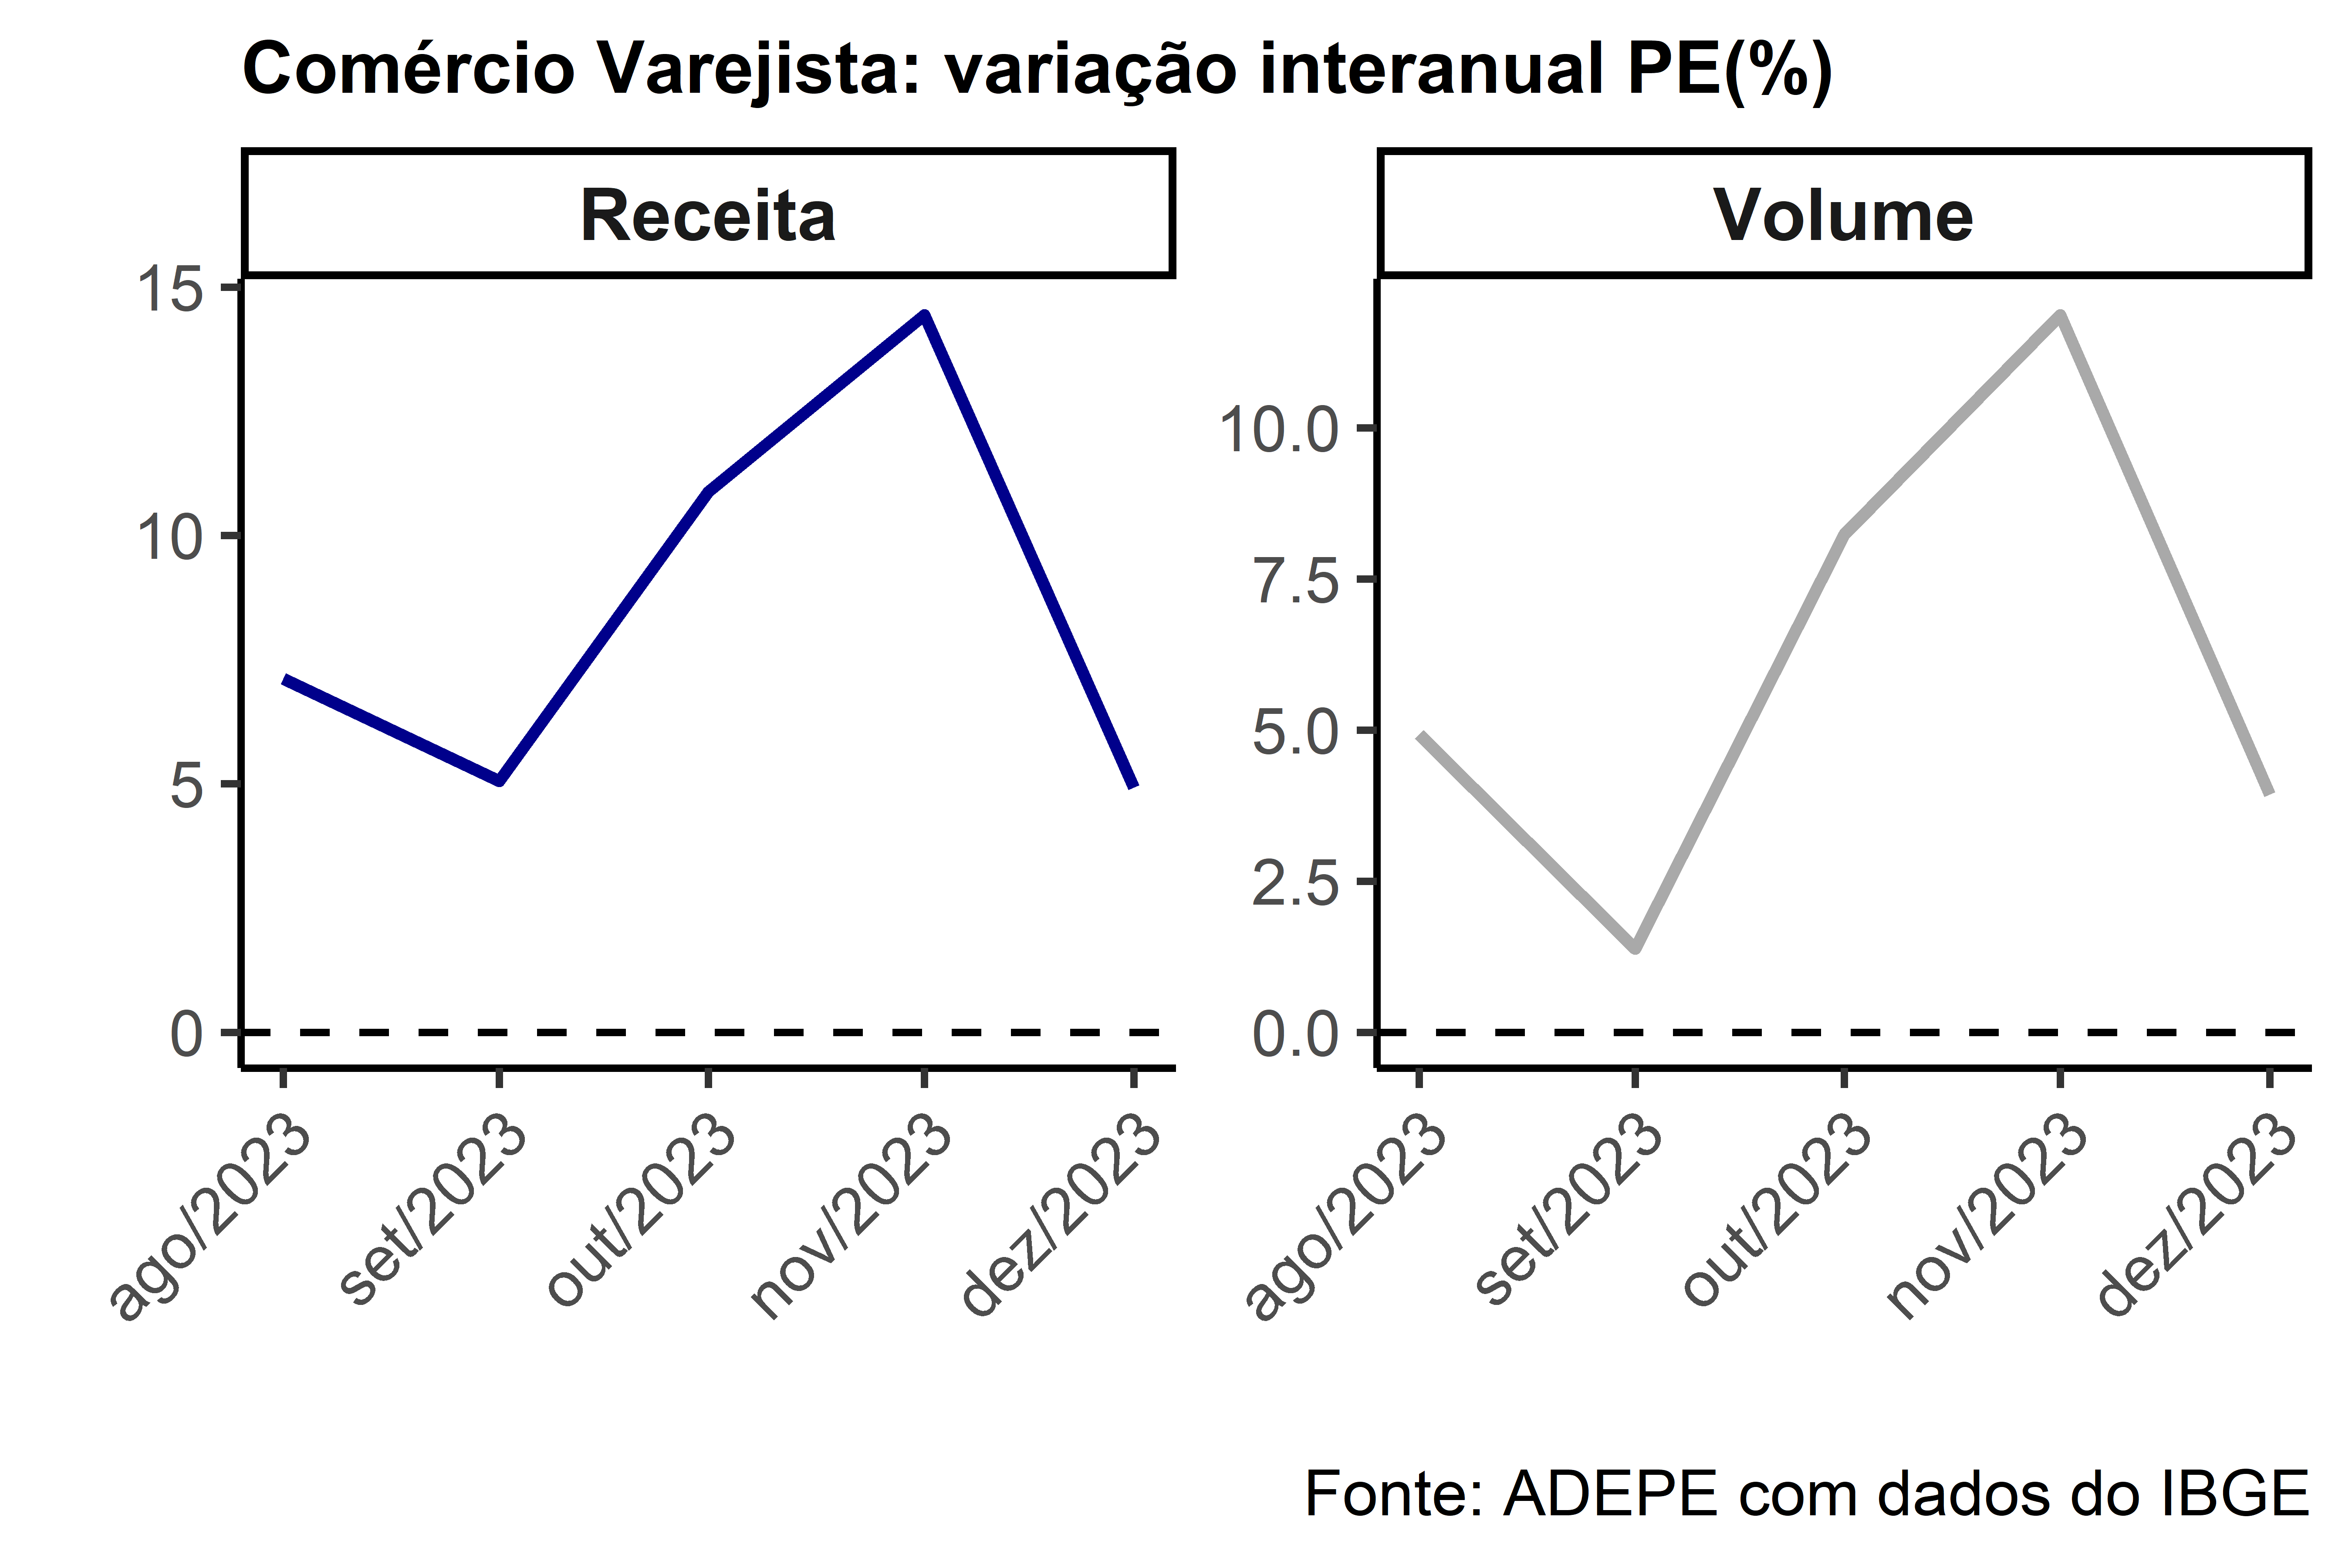 Comércio Varejista: variação interanual PE(%)
Receita
15
10
5
0
ago/2023
set/2023
out/2023
nov/2023
dez/2023
Volume
10.0
7.5
5.0
2.5
0.0
ago/2023
set/2023
out/2023
nov/2023
dez/2023
Fonte: ADEPE com dados do IBGE